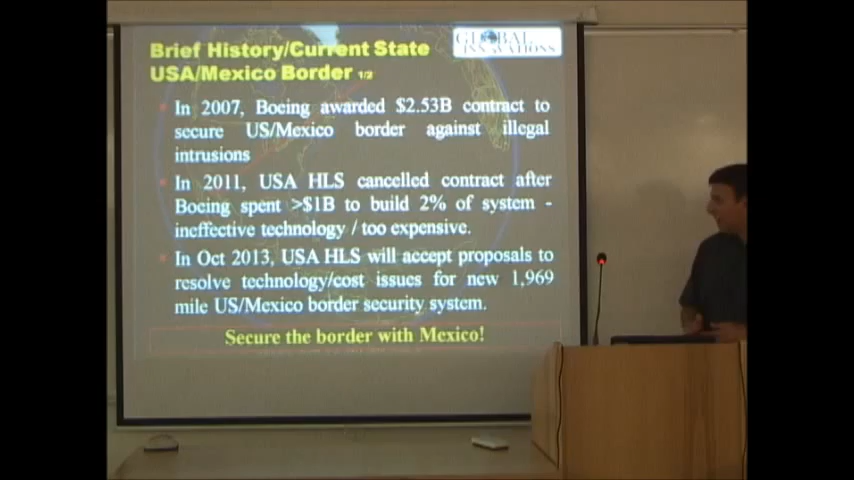 Brief History/Current State
USA/Mexico Border 1/2
GLOBAL
INNOVATIONS
In 2007, Boeing awarded $2.53B contract to
secure US/Mexico border against illegal
intrusions
In 2011, USA HLS cancelled contract after
Boeing spent >$1B to build 2% of system -
ineffective technology / too expensive.
In Oct 2013, USA HLS will accept proposals to
resolve technology/cost issues for new 1,969
mile US/Mexico border security system.
Secure the border with Mexico!